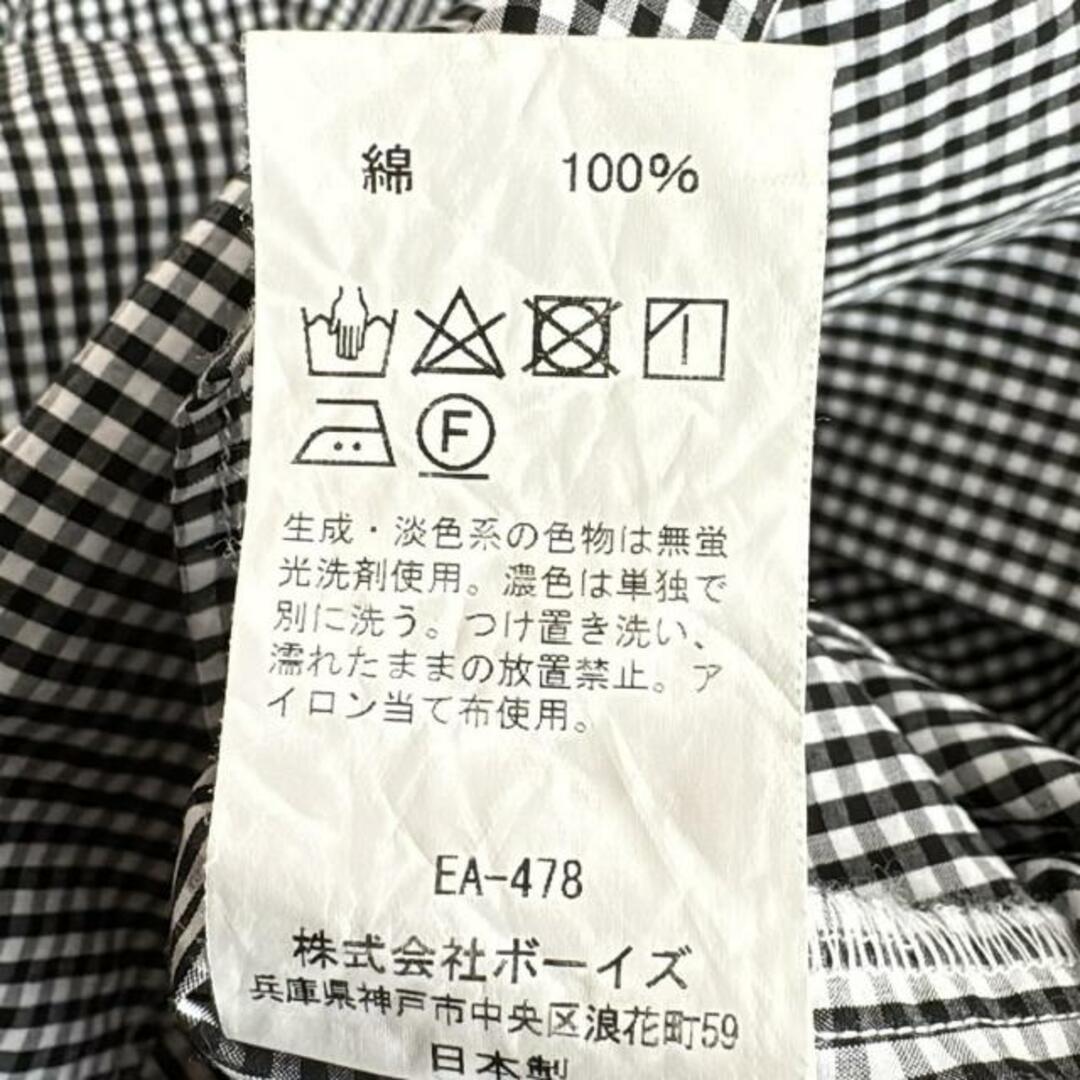 綿 100%
F
生成・淡色系の色物は無蛍
光洗剤使用。濃色は単独で
別に洗う。つけ置き洗い、
濡れたままの放置禁止。ア
イロン当て布使用。
EA-478
株式会社ボーイズ
兵庫県神戸市中央区浪花町59
日本製